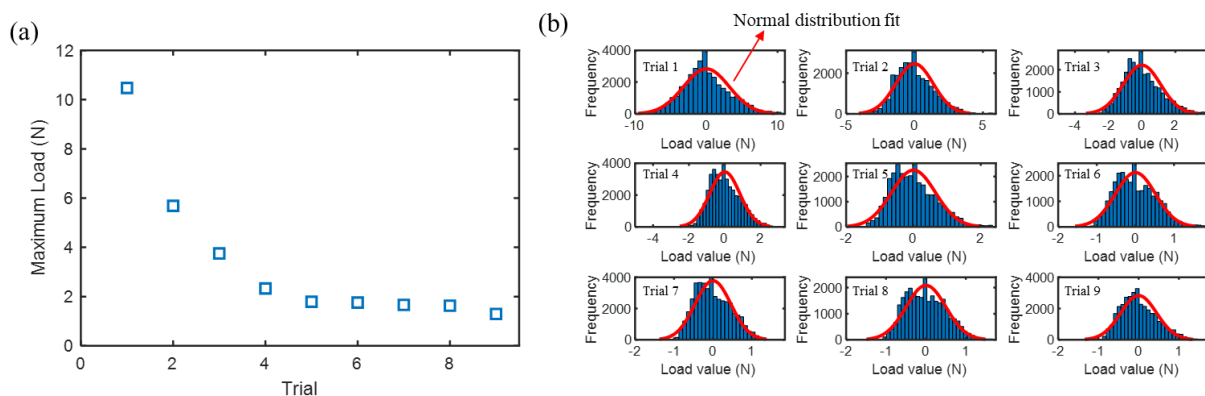 (a)
12
10
8
6
4
2
0
Maximum Load (N)
0 2 4 6 8
Trial
(b)
Normal distribution fit
Trial 1
Frequency
4000
2000
0
-10 0 10
Load value (N)
Trial 2
Frequency
2000
0
-5 0 5
Load value (N)
Trial 3
Frequency
2000
1000
0
-4 -2 0 2
Load value (N)
Trial 4
Frequency
4000
2000
0
-4 -2 0 2
Load value (N)
Trial 5
Frequency
2000
1000
0
-2 0 2
Load value (N)
Trial 6
Frequency
2000
1000
0
-2 -1 0 1
Load value (N)
Trial 7
Frequency
4000
2000
0
-2 -1 0 1
Load value (N)
Trial 8
Frequency
2000
1000
0
-2 -1 0 1
Load value (N)
Trial 9
Frequency
4000
2000
0
-2 -1 0 1
Load value (N)